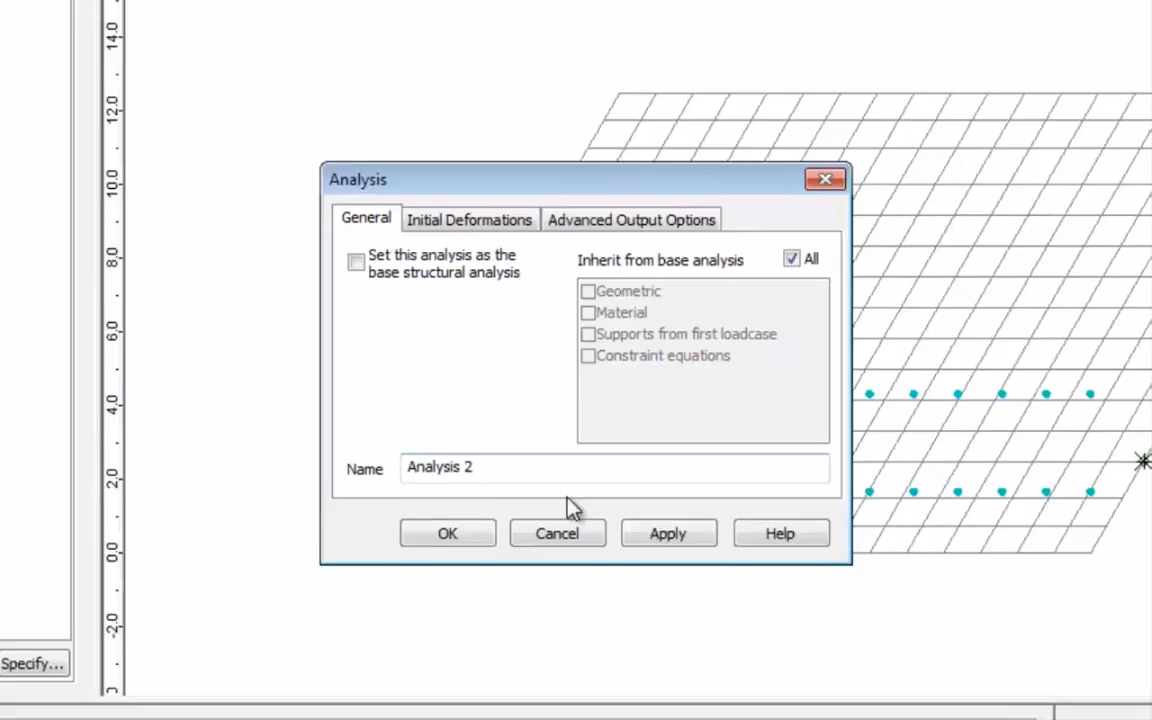 14.0
12.0
10.0
8.0
6.0
4.0
2.0
0.0
-2.0
Analysis
General
Initial Deformations
Advanced Output Options
Set this analysis as the
base structural analysis
Inherit from base analysis
All
Geometric
Material
Supports from first loadcase
Constraint equations
Name
Analysis 2
OK
Cancel
Apply
Help
Specify...